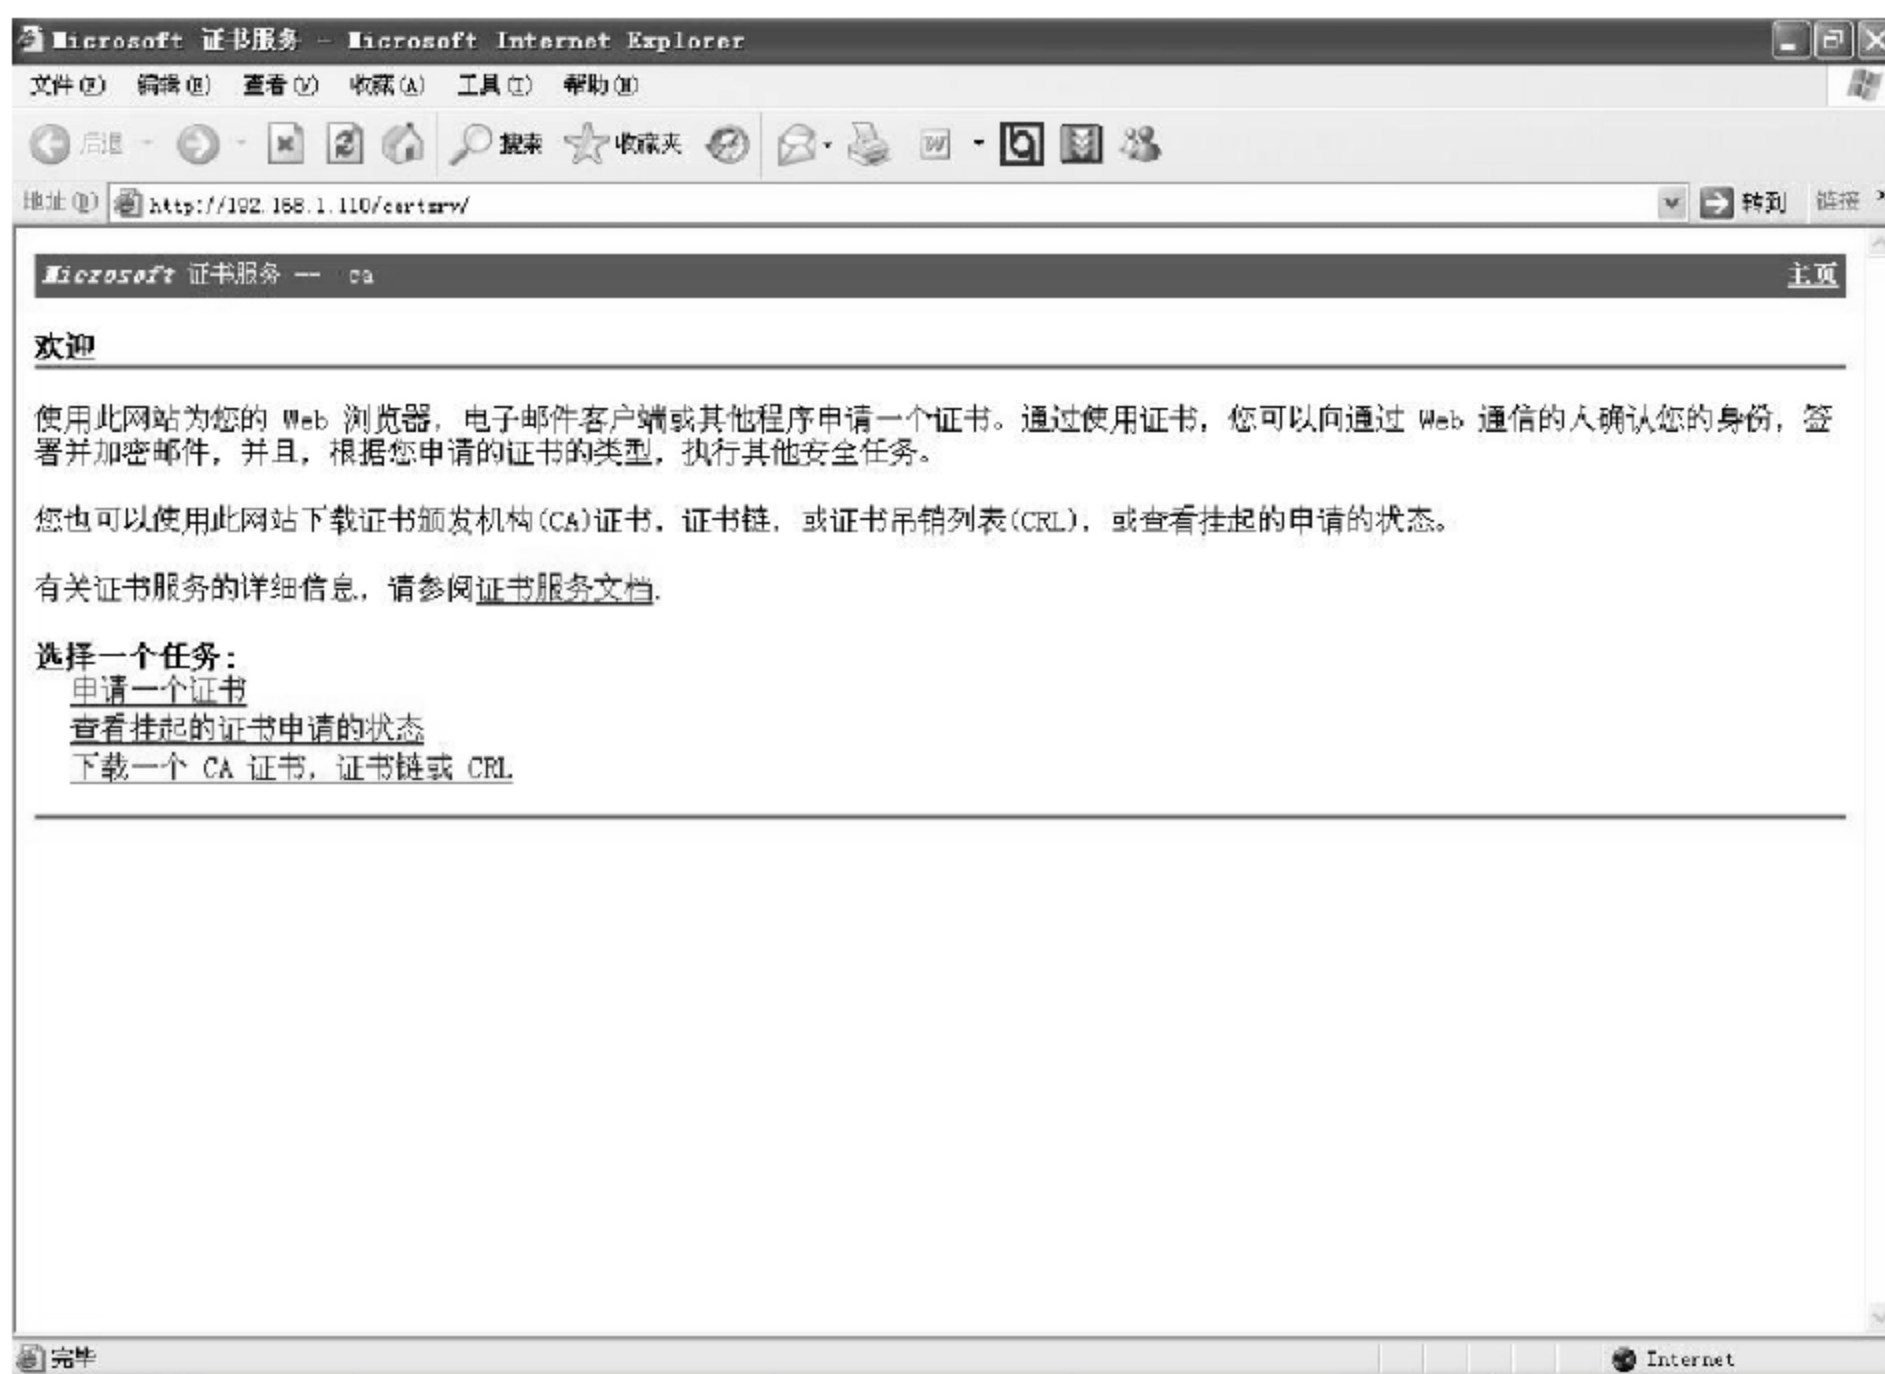 Microsoft 证书服务 - Microsoft Internet Explorer
文件(F) 编辑(E) 查看(V) 收藏(A) 工具(T) 帮助(H)
后退 搜索 收藏夹
地址(D) http://192.168.1.110/certsrv/ 转到 链接
Microsoft 证书服务 -- ca 主页
欢迎
使用此网站为您的 Web 浏览器，电子邮件客户端或其他程序申请一个证书。通过使用证书，您可以向通过 Web 通信的人确认您的身份，签
署并加密邮件，并且，根据您申请的证书的类型，执行其他安全任务。
您也可以使用此网站下载证书颁发机构(CA)证书，证书链，或证书吊销列表(CRL)，或查看挂起的申请的状态。
有关证书服务的详细信息，请参阅证书服务文档.
选择一个任务:
申请一个证书
查看挂起的证书申请的状态
下载一个 CA 证书，证书链或 CRL
完毕 Internet